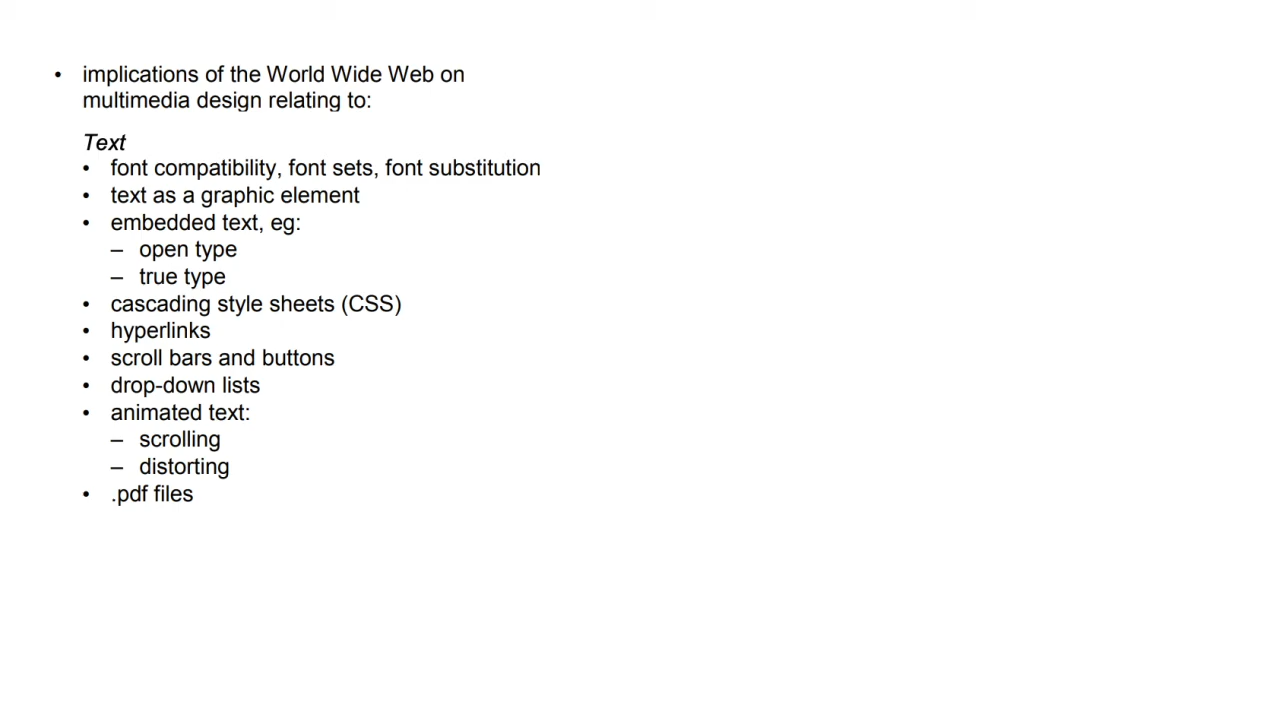 • implications of the World Wide Web on
multimedia design relating to:
Text
• font compatibility, font sets, font substitution
• text as a graphic element
• embedded text, eg:
– open type
– true type
• cascading style sheets (CSS)
• hyperlinks
• scroll bars and buttons
• drop-down lists
• animated text:
– scrolling
– distorting
• .pdf files